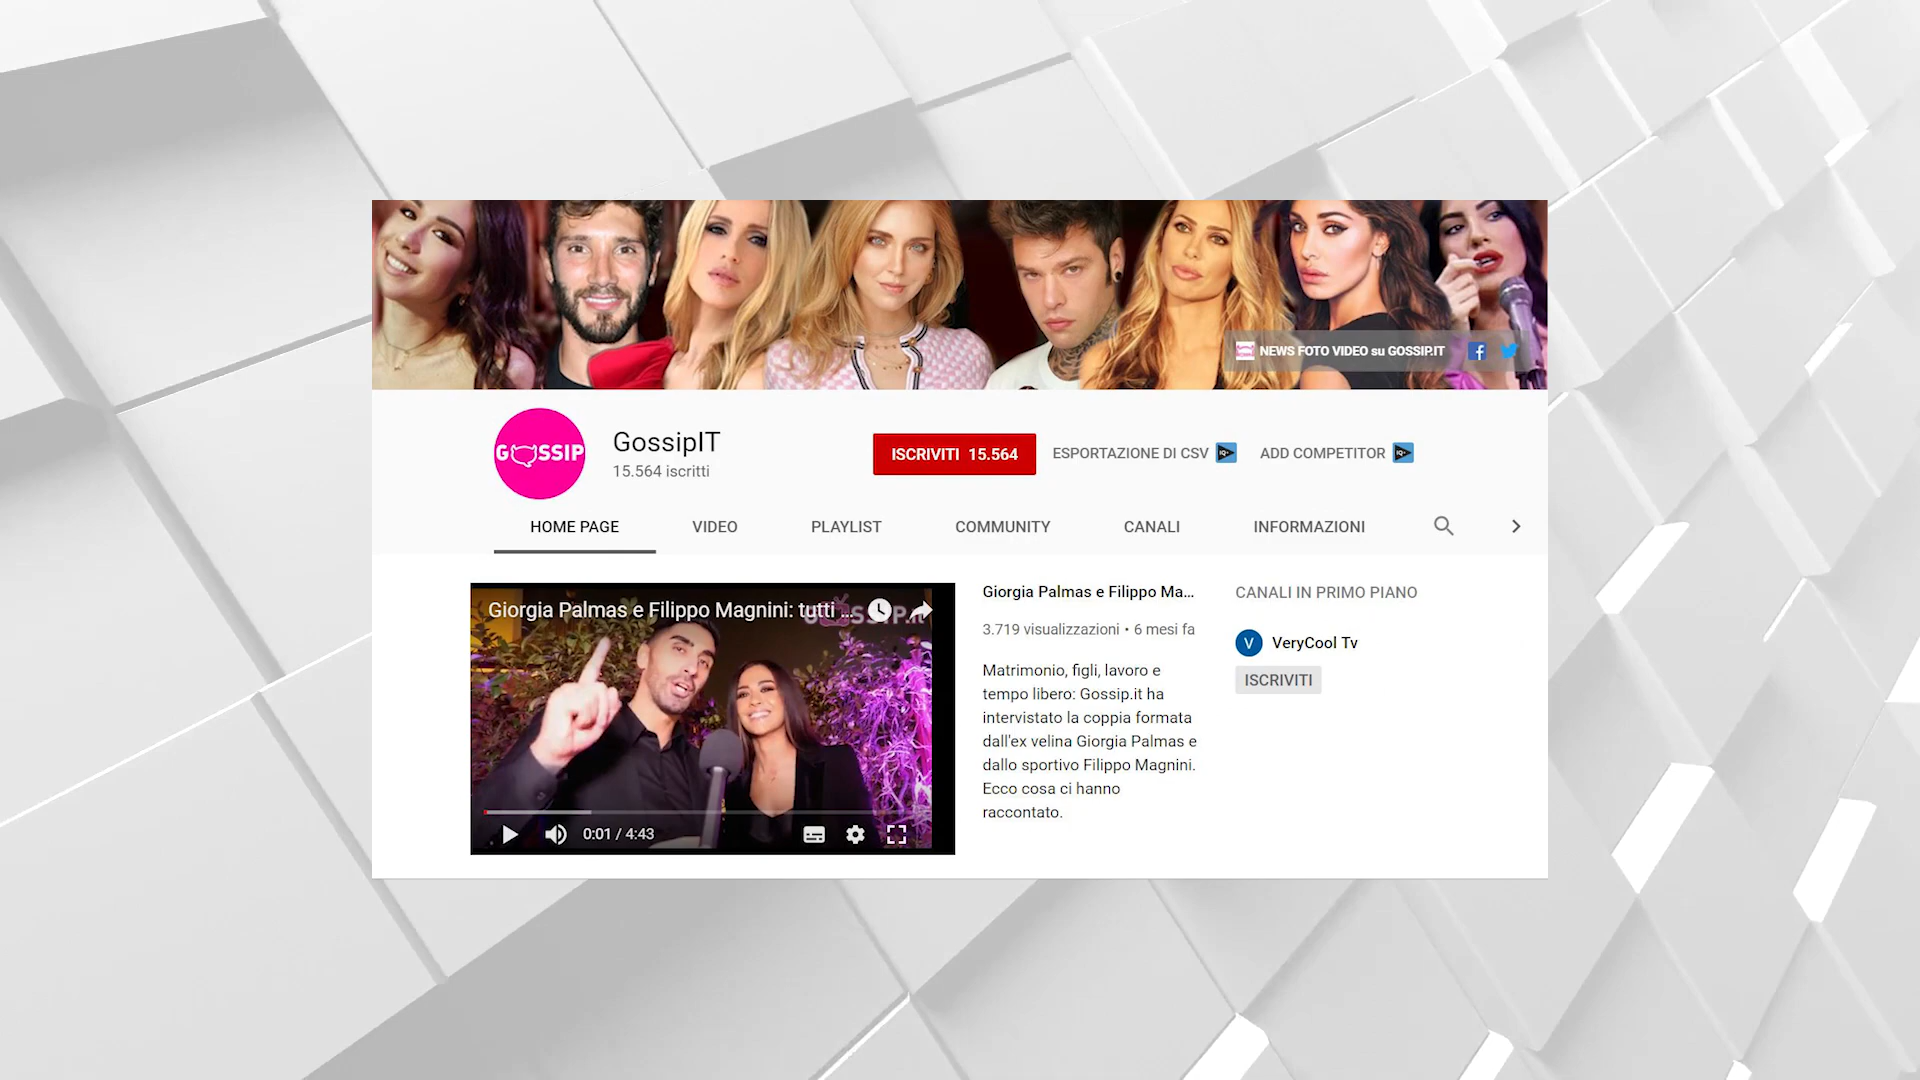 NEWS FOTO VIDEO su GOSSIP.IT
GOSSIP
GossipIT
15.564 iscritti
ISCRIVITI 15.564
ESPORTAZIONE DI CSV IQ
ADD COMPETITOR IQ
HOME PAGE
VIDEO
PLAYLIST
COMMUNITY
CANALI
INFORMAZIONI
Giorgia Palmas e Filippo Magnini: tutti ...
GOSSIP.it
0:01 / 4:43
Giorgia Palmas e Filippo Ma...
3.719 visualizzazioni • 6 mesi fa
Matrimonio, figli, lavoro e
tempo libero: Gossip.it ha
intervistato la coppia formata
dall'ex velina Giorgia Palmas e
dallo sportivo Filippo Magnini.
Ecco cosa ci hanno
raccontato.
CANALI IN PRIMO PIANO
V VeryCool Tv
ISCRIVITI